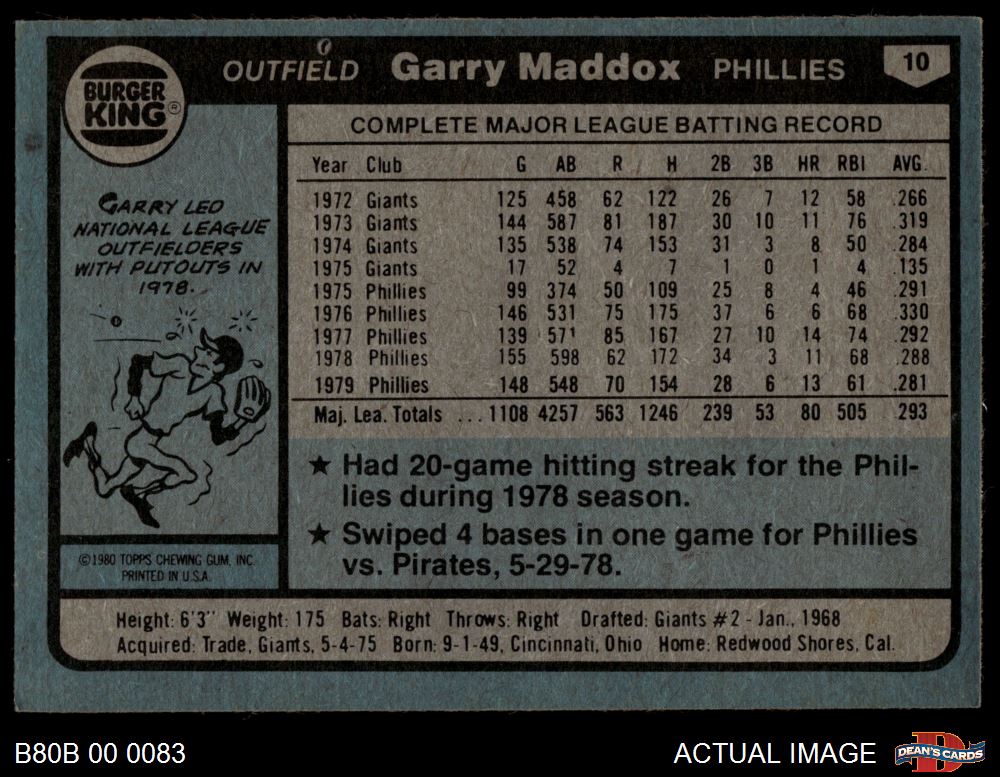 BURGER
KING®
OUTFIELD Garry Maddox PHILLIES 10
GARRY LED
NATIONAL LEAGUE
OUTFIELDERS
WITH PUTOUTS IN
1978.
©1980 TOPPS CHEWING GUM, INC.
PRINTED IN U.S.A.
COMPLETE MAJOR LEAGUE BATTING RECORD
Year Club G AB R H 2B 3B HR RBI AVG.
1972 Giants 125 458 62 122 26 7 12 58 .266
1973 Giants 144 587 81 187 30 10 11 76 .319
1974 Giants 135 538 74 153 31 3 8 50 .284
1975 Giants 17 52 4 7 1 0 1 4 .135
1975 Phillies 99 374 50 109 25 8 4 46 .291
1976 Phillies 146 531 75 175 37 6 6 68 .330
1977 Phillies 139 571 85 167 27 10 14 74 .292
1978 Phillies 155 598 62 172 34 3 11 68 .288
1979 Phillies 148 548 70 154 28 6 13 61 .281
Maj. Lea. Totals ... 1108 4257 563 1246 239 53 80 505 .293
★ Had 20-game hitting streak for the Phil-
lies during 1978 season.
★ Swiped 4 bases in one game for Phillies
vs. Pirates, 5-29-78.
Height: 6'3" Weight: 175 Bats: Right Throws: Right Drafted: Giants #2 - Jan., 1968
Acquired: Trade, Giants, 5-4-75 Born: 9-1-49, Cincinnati, Ohio Home: Redwood Shores, Cal.
B80B 00 0083 ACTUAL IMAGE DEAN'S CARDS